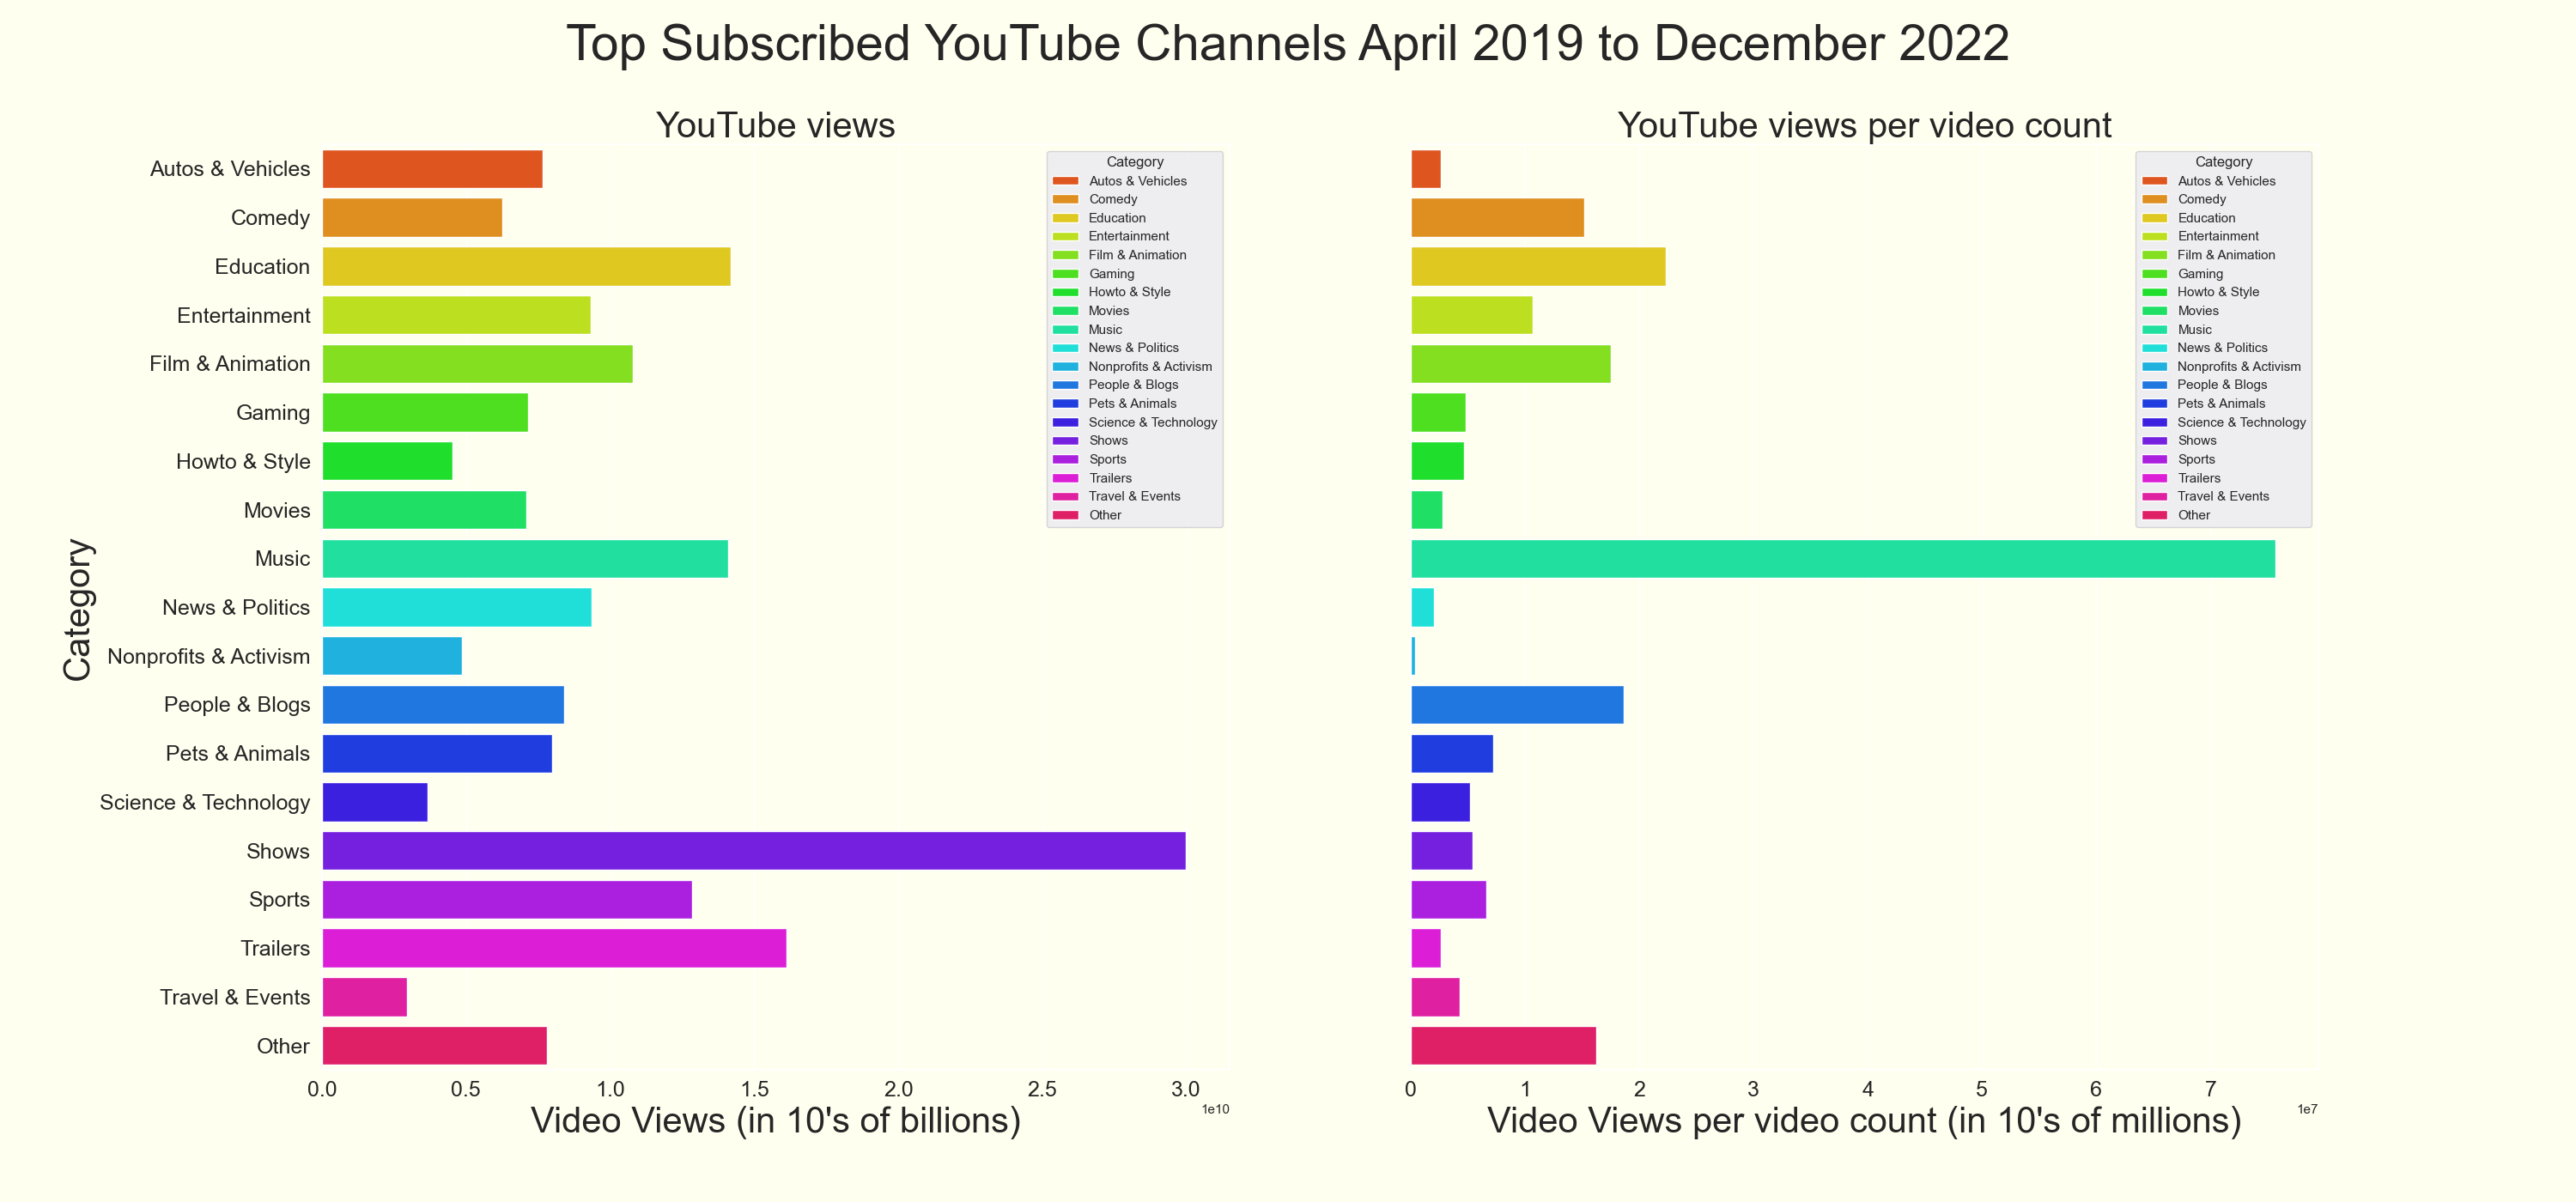 Top Subscribed YouTube Channels April 2019 to December 2022
YouTube views
Category
Autos & Vehicles
Comedy
Education
Entertainment
Film & Animation
Gaming
Howto & Style
Movies
Music
News & Politics
Nonprofits & Activism
People & Blogs
Pets & Animals
Science & Technology
Shows
Sports
Trailers
Travel & Events
Other
Category
Autos & Vehicles
Comedy
Education
Entertainment
Film & Animation
Gaming
Howto & Style
Movies
Music
News & Politics
Nonprofits & Activism
People & Blogs
Pets & Animals
Science & Technology
Shows
Sports
Trailers
Travel & Events
Other
0.0 0.5 1.0 1.5 2.0 2.5 3.0
1e10
Video Views (in 10's of billions)
YouTube views per video count
Category
Autos & Vehicles
Comedy
Education
Entertainment
Film & Animation
Gaming
Howto & Style
Movies
Music
News & Politics
Nonprofits & Activism
People & Blogs
Pets & Animals
Science & Technology
Shows
Sports
Trailers
Travel & Events
Other
0 1 2 3 4 5 6 7
1e7
Video Views per video count (in 10's of millions)